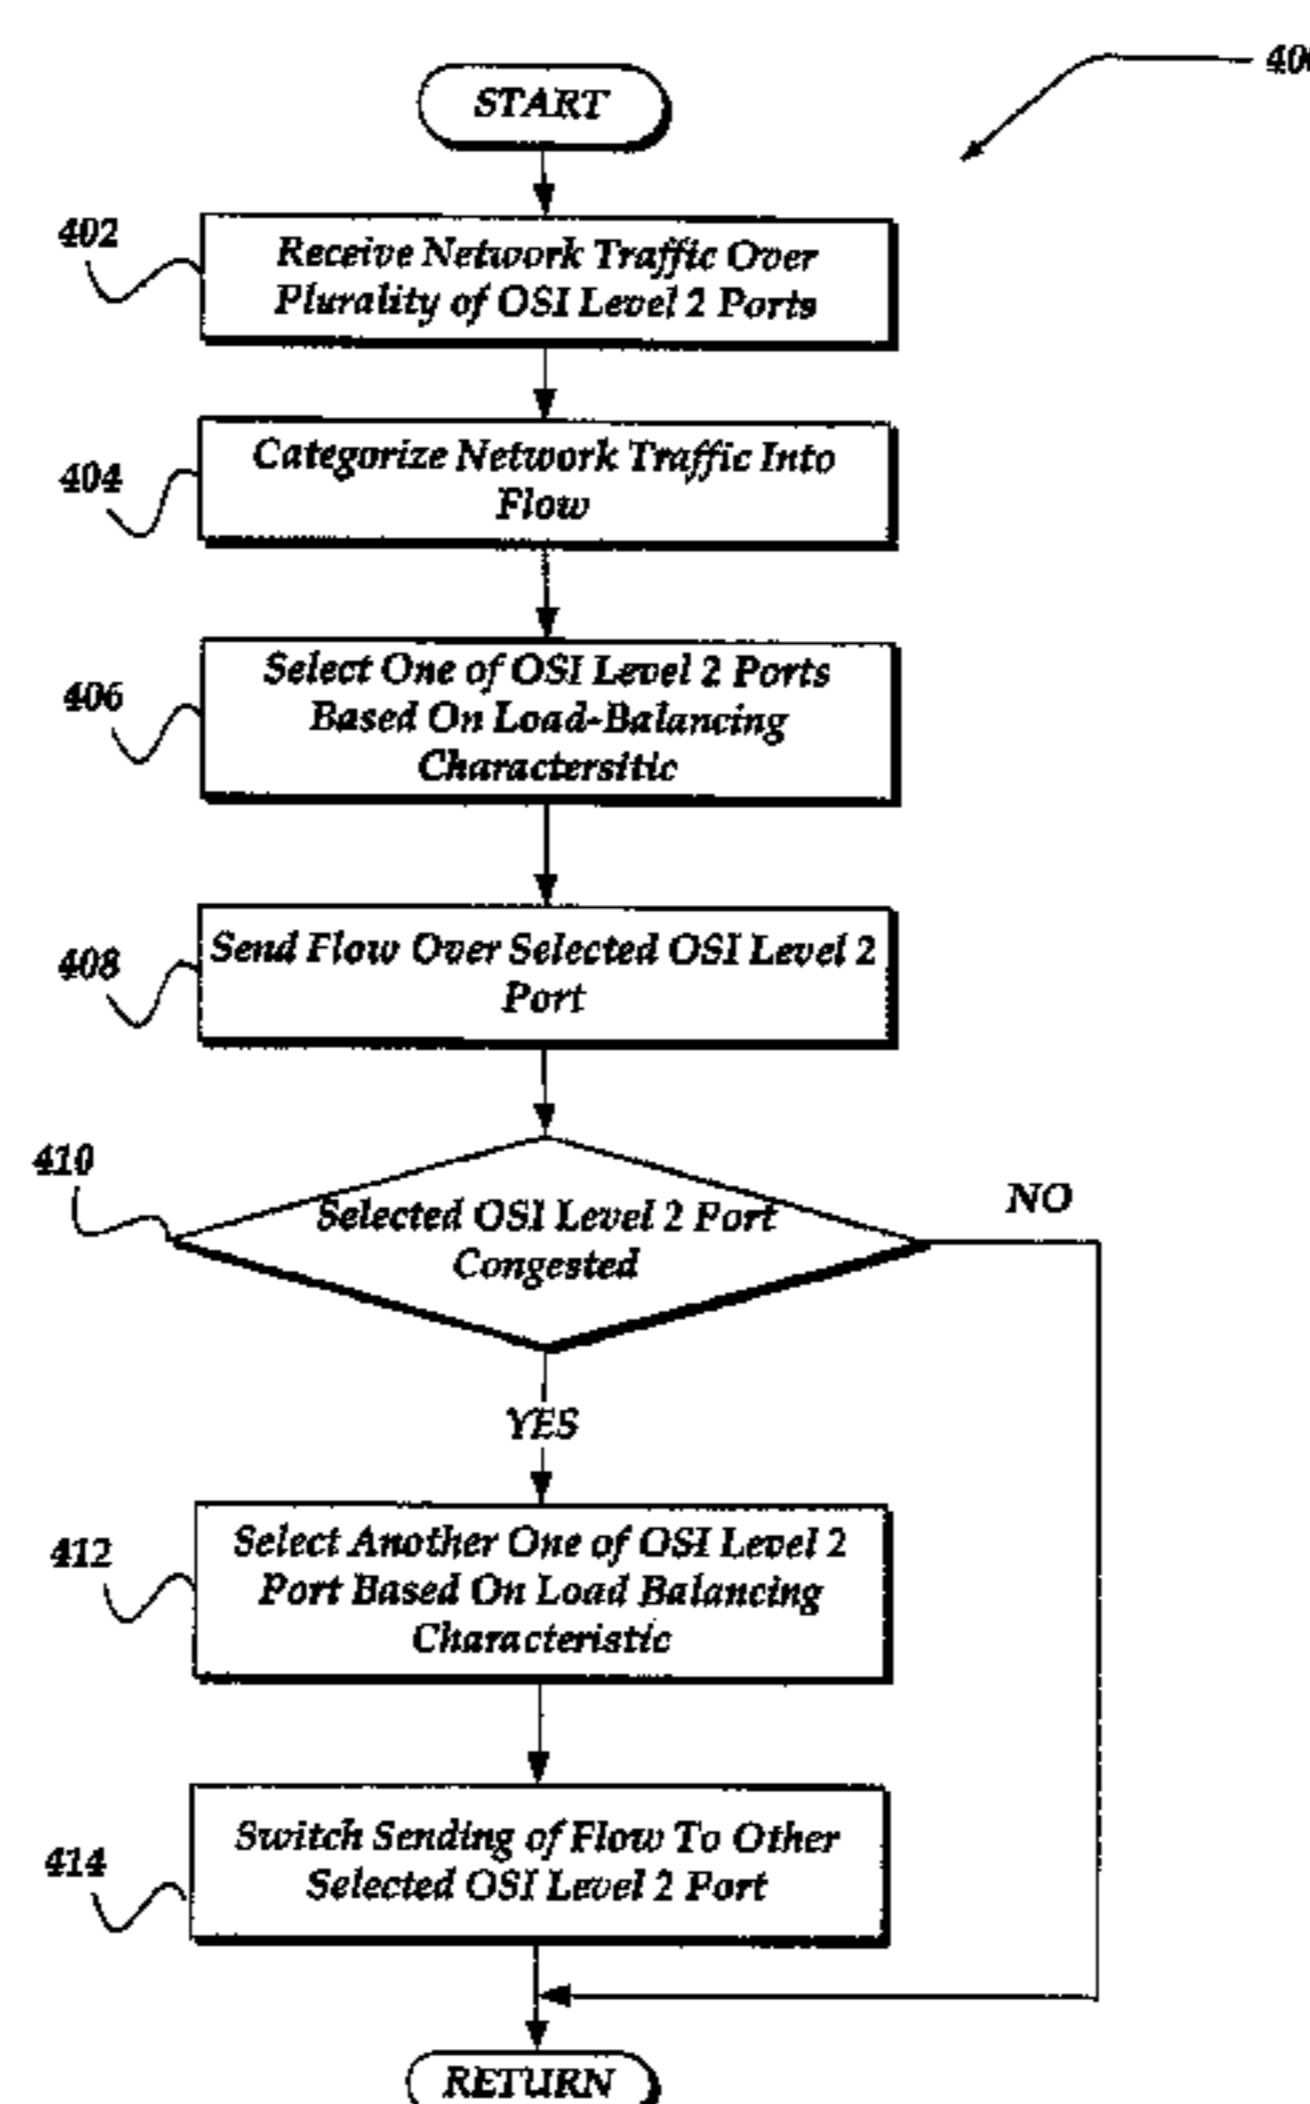 400
START
402
Receive Network Traffic Over
Plurality of OSI Level 2 Ports
404
Categorize Network Traffic Into
Flow
406
Select One of OSI Level 2 Ports
Based On Load-Balancing
Charactersitic
408
Send Flow Over Selected OSI Level 2
Port
410
Selected OSI Level 2 Port
Congested
NO
YES
412
Select Another One of OSI Level 2
Port Based On Load Balancing
Characteristic
414
Switch Sending of Flow To Other
Selected OSI Level 2 Port
RETURN